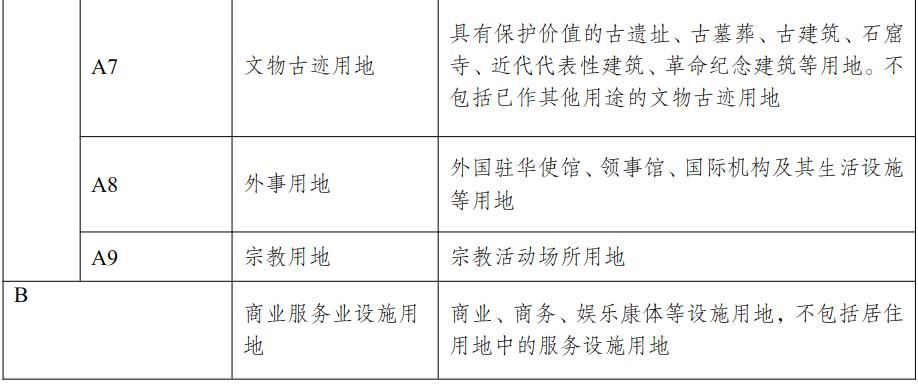 具有保护价值的古遗址、古墓葬、古建筑、石窟
A7 文物古迹用地 寺、近代代表性建筑、革命纪念建筑等用地。不
包括已作其他用途的文物古迹用地
外国驻华使馆、领事馆、国际机构及其生活设施
A8 外事用地
等用地
A9 宗教用地 宗教活动场所用地
B
商业服务业设施用 商业、商务、娱乐康体等设施用地，不包括居住
地 用地中的服务设施用地